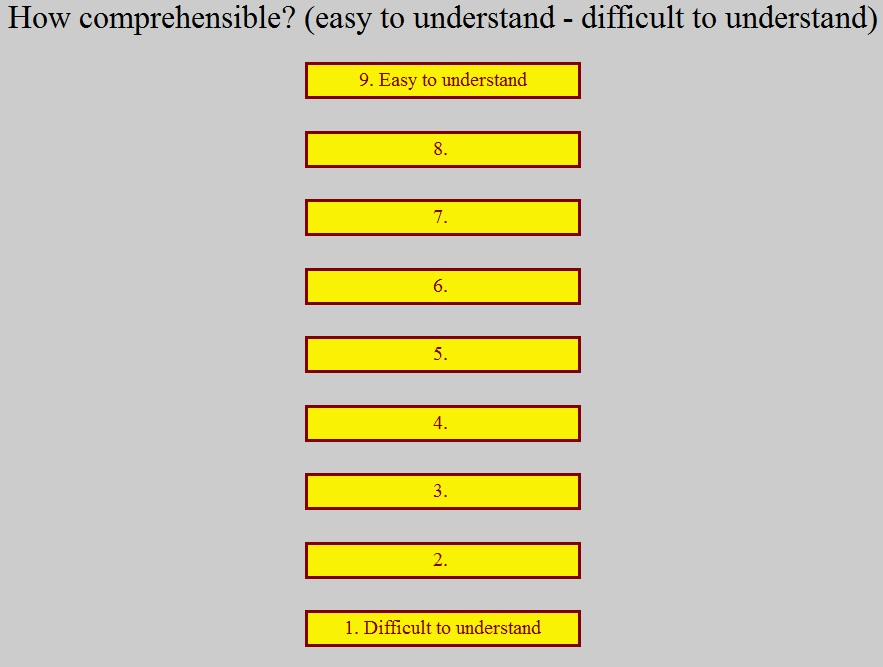 How comprehensible? (easy to understand - difficult to understand)
9. Easy to understand
8.
7.
6.
5.
4.
3.
2.
1. Difficult to understand